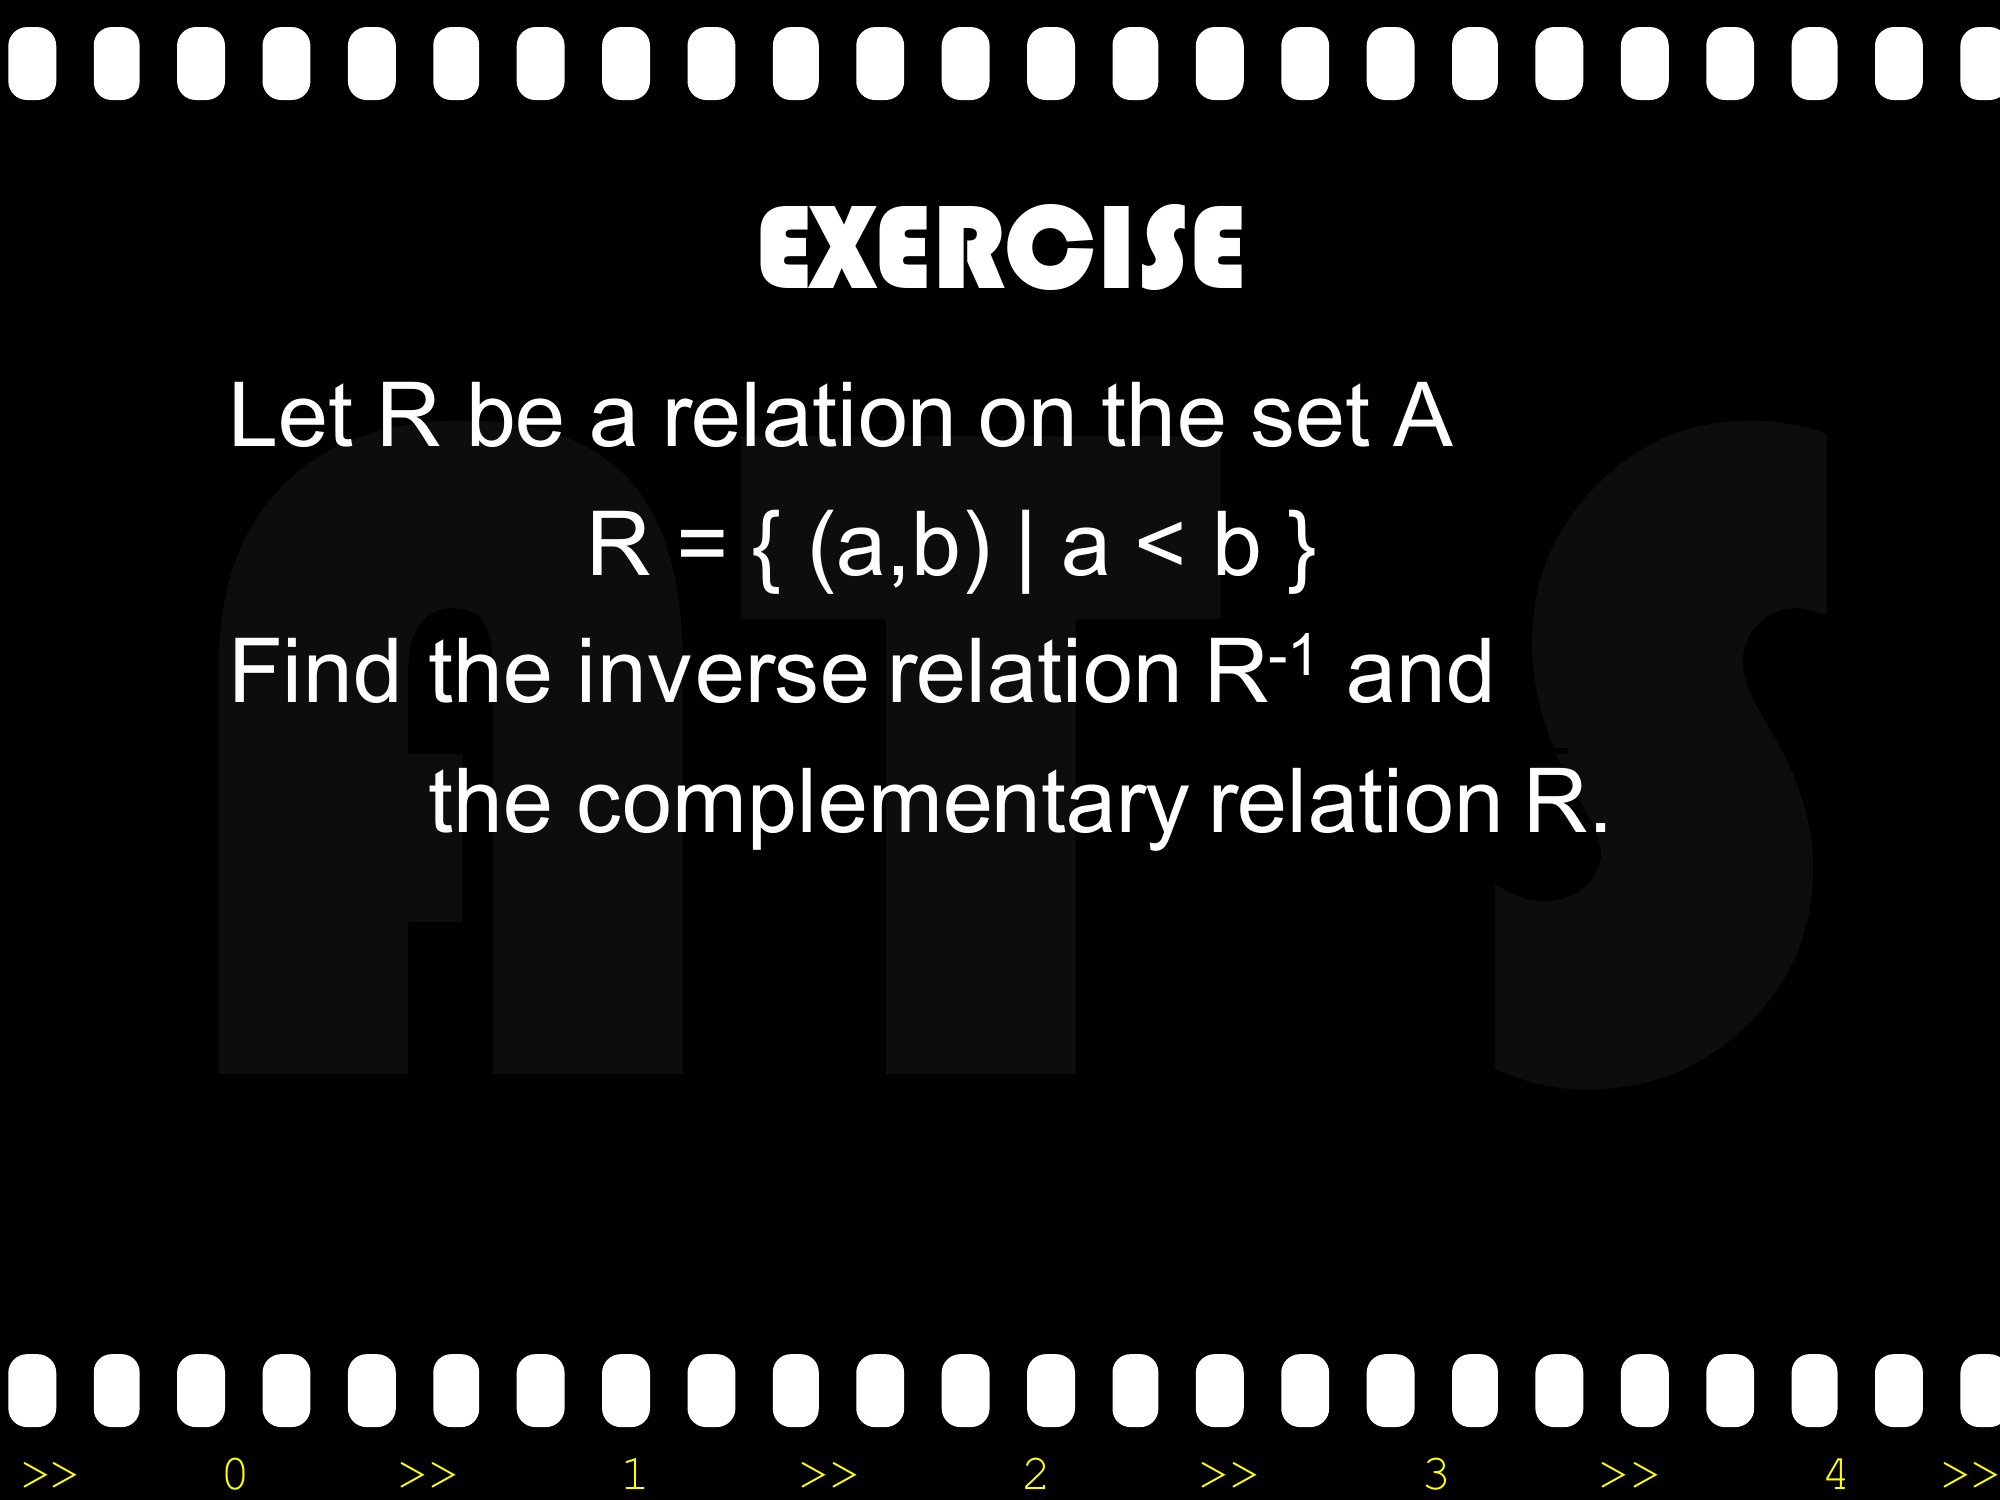 EXERCISE
Let R be a relation on the set A
R = { (a,b) | a < b }
Find the inverse relation R⁻¹ and
the complementary relation R.
ATS
>> 0 >> 1 >> 2 >> 3 >> 4 >>